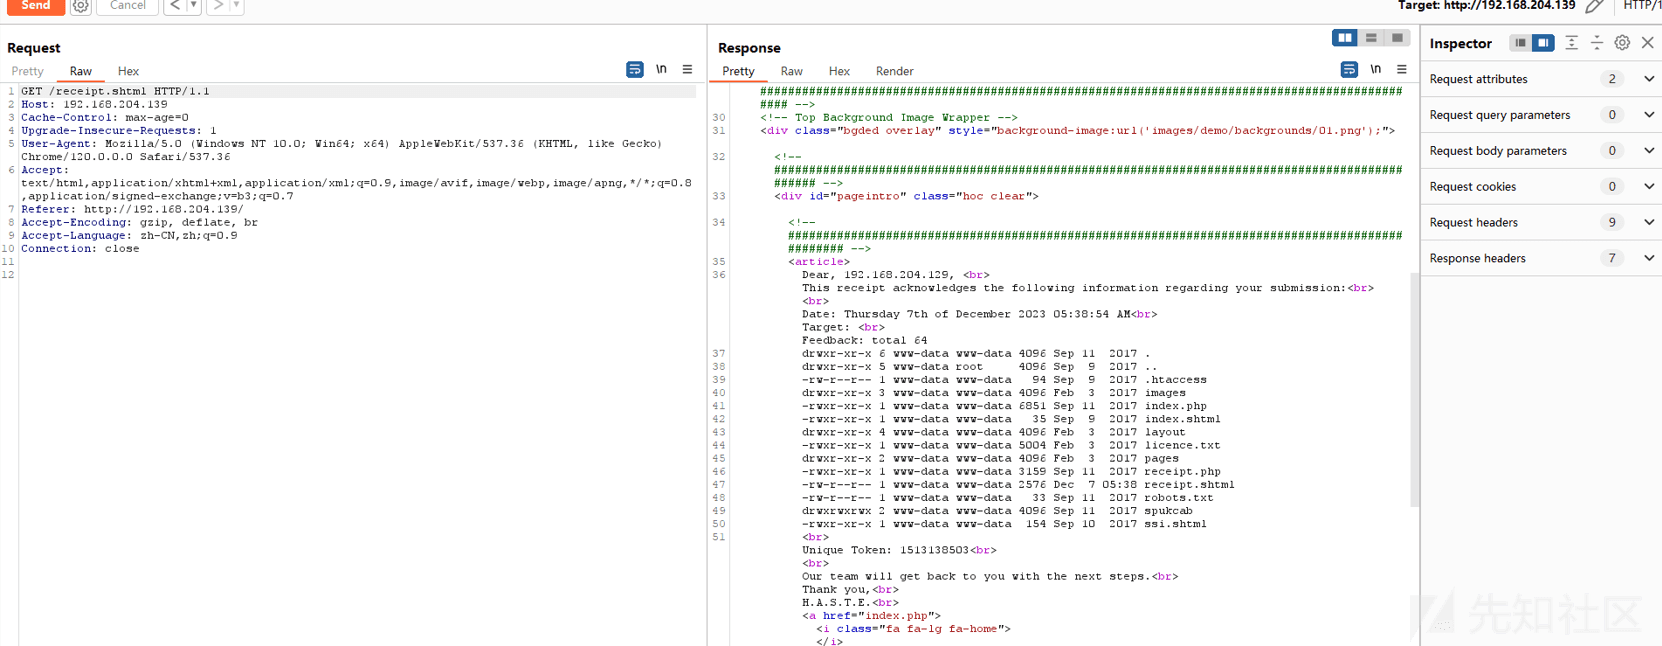 Send
Cancel
<
>
Target: http://192.168.204.139
HTTP/1
Request
Pretty Raw Hex
\n
1 GET /receipt.shtml HTTP/1.1
2 Host: 192.168.204.139
3 Cache-Control: max-age=0
4 Upgrade-Insecure-Requests: 1
5 User-Agent: Mozilla/5.0 (Windows NT 10.0; Win64; x64) AppleWebKit/537.36 (KHTML, like Gecko)
Chrome/120.0.0.0 Safari/537.36
6 Accept:
text/html,application/xhtml+xml,application/xml;q=0.9,image/avif,image/webp,image/apng,*/*;q=0.8
,application/signed-exchange;v=b3;q=0.7
7 Referer: http://192.168.204.139/
8 Accept-Encoding: gzip, deflate, br
9 Accept-Language: zh-CN,zh;q=0.9
10 Connection: close
11
12
Response
Pretty Raw Hex Render
\n
############################################################################################
#### -->
30 <!-- Top Background Image Wrapper -->
31 <div class="bgded overlay" style="background-image:url('images/demo/backgrounds/01.png');">
32 <!--
##########################################################################################
###### -->
33 <div id="pageintro" class="hoc clear">
34 <!--
########################################################################################
######## -->
35 <article>
36 Dear, 192.168.204.129, <br>
This receipt acknowledges the following information regarding your submission:<br>
<br>
Date: Thursday 7th of December 2023 05:38:54 AM<br>
Target: <br>
Feedback: total 64
37 drwxr-xr-x 6 www-data www-data 4096 Sep 11 2017 .
38 drwxr-xr-x 5 www-data root 4096 Sep 9 2017 ..
39 -rw-r--r-- 1 www-data www-data 94 Sep 9 2017 .htaccess
40 drwxr-xr-x 3 www-data www-data 4096 Feb 3 2017 images
41 -rwxr-xr-x 1 www-data www-data 6851 Sep 11 2017 index.php
42 -rwxr-xr-x 1 www-data www-data 35 Sep 9 2017 index.shtml
43 drwxr-xr-x 4 www-data www-data 4096 Feb 3 2017 layout
44 -rwxr-xr-x 1 www-data www-data 5004 Feb 3 2017 licence.txt
45 drwxr-xr-x 2 www-data www-data 4096 Feb 3 2017 pages
46 -rwxr-xr-x 1 www-data www-data 3159 Sep 11 2017 receipt.php
47 -rw-r--r-- 1 www-data www-data 2576 Dec 7 05:38 receipt.shtml
48 -rw-r--r-- 1 www-data www-data 33 Sep 11 2017 robots.txt
49 drwxrwxrwx 2 www-data www-data 4096 Sep 11 2017 spukcab
50 -rwxr-xr-x 1 www-data www-data 154 Sep 10 2017 ssi.shtml
51 <br>
Unique Token: 1513138503<br>
<br>
Our team will get back to you with the next steps.<br>
Thank you,<br>
H.A.S.T.E.<br>
<a href="index.php">
<i class="fa fa-lg fa-home">
</i>
Inspector
Request attributes 2
Request query parameters 0
Request body parameters 0
Request cookies 0
Request headers 9
Response headers 7
先知社区